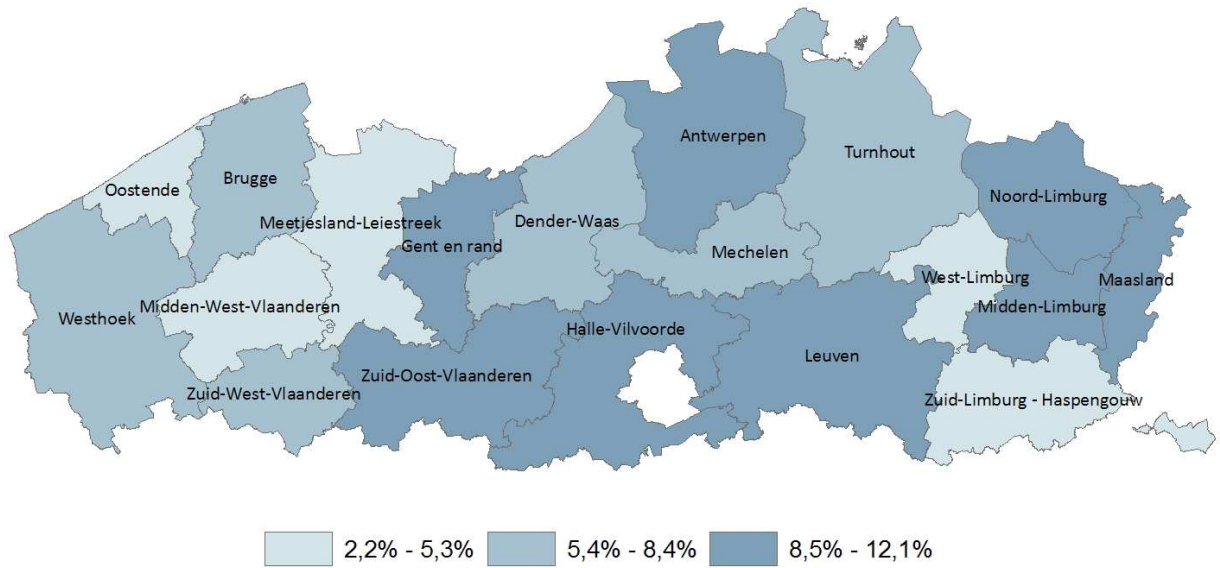 Antwerpen
Turnhout
Brugge
Oostende
Noord-Limburg
Meetjesland-Leiestreek
Dender-Waas
Gent en rand
Mechelen
West-Limburg
Maasland
Midden-West-Vlaanderen
Midden-Limburg
Westhoek
Halle-Vilvoorde
Leuven
Zuid-Oost-Vlaanderen
Zuid-West-Vlaanderen
Zuid-Limburg - Haspengouw
2,2% - 5,3% 5,4% - 8,4% 8,5% - 12,1%